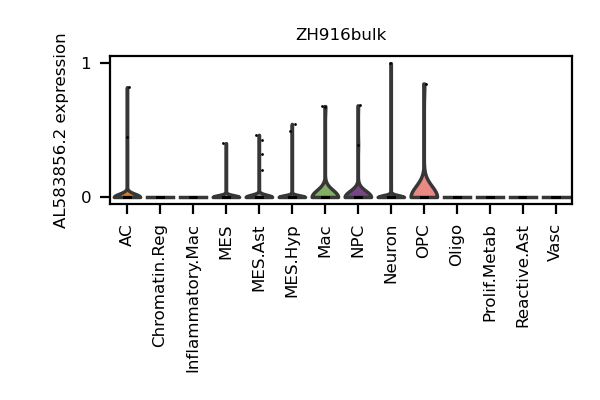 ZH916bulk
AL583856.2 expression
1
0
AC
Chromatin.Reg
Inflammatory.Mac
MES
MES.Ast
MES.Hyp
Mac
NPC
Neuron
OPC
Oligo
Prolif.Metab
Reactive.Ast
Vasc